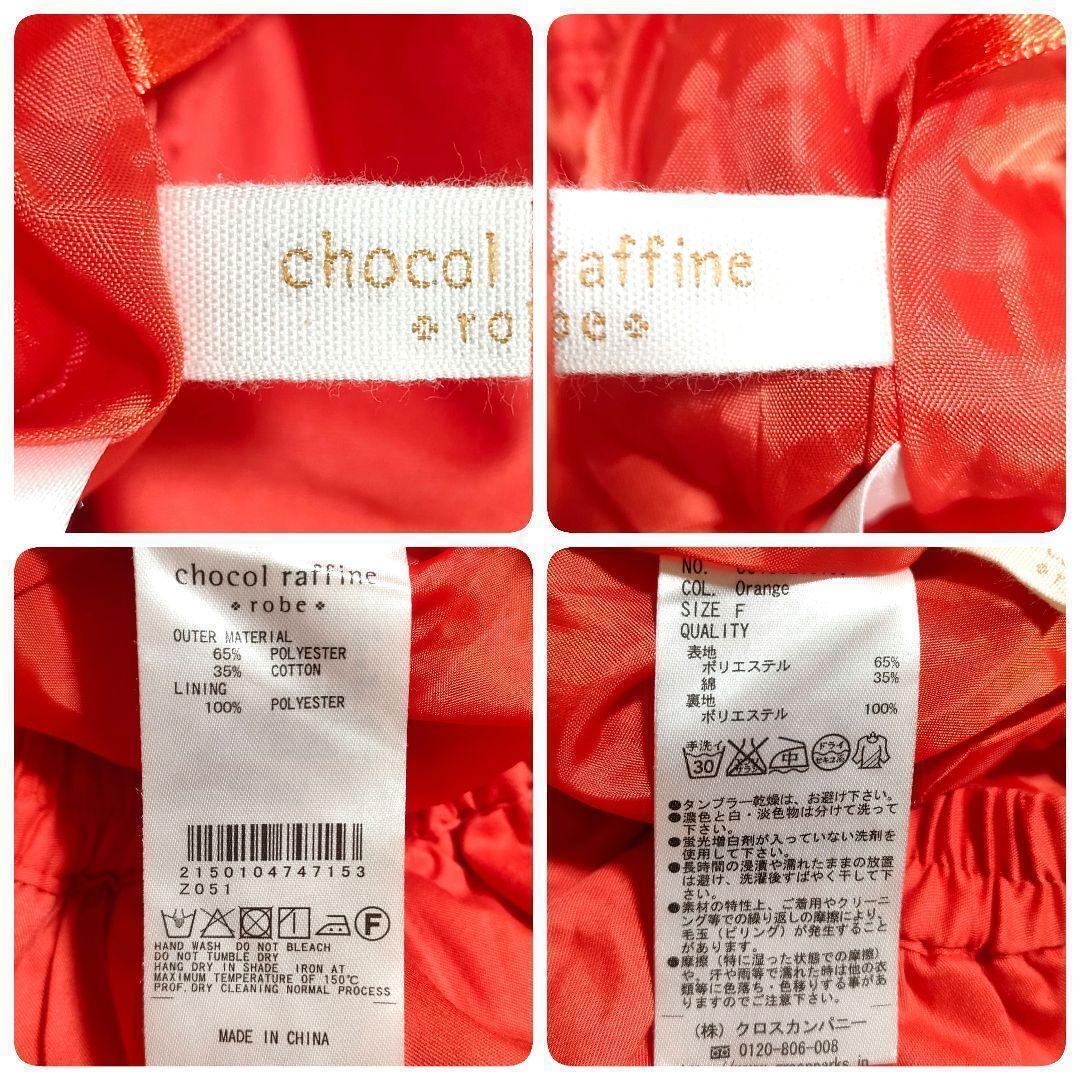 chocol
❖ro
raffine
be❖
chocol raffine
❖robe❖
OUTER MATERIAL
65% POLYESTER
35% COTTON
LINING
100% POLYESTER
2150104747153
Z051
F
HAND WASH DO NOT BLEACH
DO NOT TUMBLE DRY
HANG DRY IN SHADE IRON AT
MAXIMUM TEMPERATURE OF 150℃
PROF. DRY CLEANING NORMAL PROCESS
MADE IN CHINA
NO.
COL. Orange
SIZE F
QUALITY
表地
ポリエステル 65%
綿 35%
裏地
ポリエステル 100%
手洗イ 30 エンソサラシ 中 ドライ セキユ系
●タンブラー乾燥は、お避け下さい。
●濃色と白・淡色物は分けて洗って
下さい。
●蛍光増白剤が入っていない洗剤を
使用して下さい。
●長時間の浸漬や濡れたままの放置
は避け、洗濯後すばやく干して下
さい。
●素材の特性上、ご着用やクリーニ
ング等での繰り返しの摩擦により、
毛玉(ピリング)が発生すること
があります。
●摩擦(特に湿った状態での摩擦)
や、汗や雨等で濡れた時は他の衣
類等に色落ち・色移りする事があ
りますのでご注意下さい。
(株)クロスカンパニー
0120-806-008